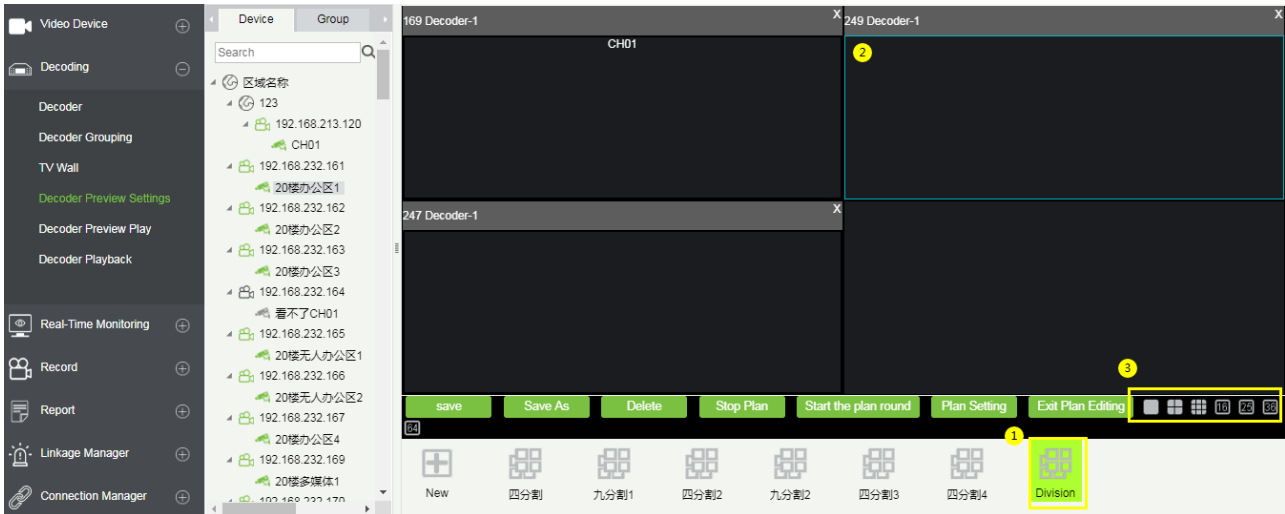 Video Device
Decoding
Decoder
Decoder Grouping
TV Wall
Decoder Preview Settings
Decoder Preview Play
Decoder Playback
Real-Time Monitoring
Record
Report
Linkage Manager
Connection Manager
Device Group
Search
区域名称
123
192.168.213.120
CH01
192.168.232.161
20楼办公区1
192.168.232.162
20楼办公区2
192.168.232.163
20楼办公区3
192.168.232.164
看不了CH01
192.168.232.165
20楼无人办公区1
192.168.232.166
20楼无人办公区2
192.168.232.167
20楼办公区4
192.168.232.169
20楼多媒体1
192.168.232.170
169 Decoder-1 X
CH01
249 Decoder-1 X
2
247 Decoder-1 X
3
save Save As Delete Stop Plan Start the plan round Plan Setting Exit Plan Editing 16 25 36
64
1
New 四分割 九分割1 四分割2 九分割2 四分割3 四分割4 Division